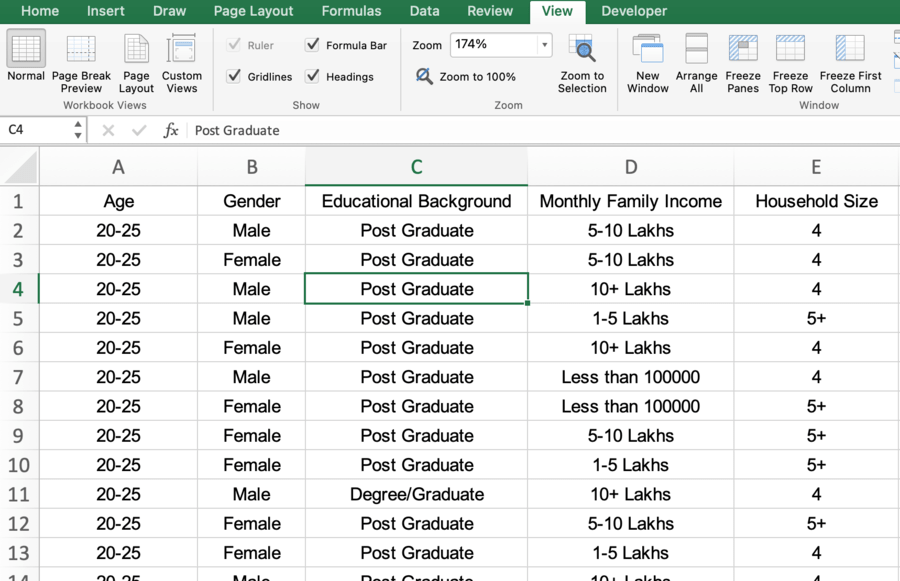 Home Insert Draw Page Layout Formulas Data Review View Developer
Normal Page Break Preview Page Layout Custom Views
Workbook Views
Ruler Formula Bar
Gridlines Headings
Show
Zoom 174%
Zoom to 100%
Zoom to Selection
Zoom
New Window Arrange All Freeze Panes Freeze Top Row Freeze First Column
Window
C4 fx Post Graduate
A B C D E
1 Age Gender Educational Background Monthly Family Income Household Size
2 20-25 Male Post Graduate 5-10 Lakhs 4
3 20-25 Female Post Graduate 5-10 Lakhs 4
4 20-25 Male Post Graduate 10+ Lakhs 4
5 20-25 Male Post Graduate 1-5 Lakhs 5+
6 20-25 Female Post Graduate 10+ Lakhs 4
7 20-25 Male Post Graduate Less than 100000 4
8 20-25 Female Post Graduate Less than 100000 5+
9 20-25 Female Post Graduate 5-10 Lakhs 5+
10 20-25 Female Post Graduate 1-5 Lakhs 5+
11 20-25 Male Degree/Graduate 10+ Lakhs 4
12 20-25 Female Post Graduate 5-10 Lakhs 5+
13 20-25 Female Post Graduate 1-5 Lakhs 4
14 20-25 Male Post Graduate 10+ Lakhs 4